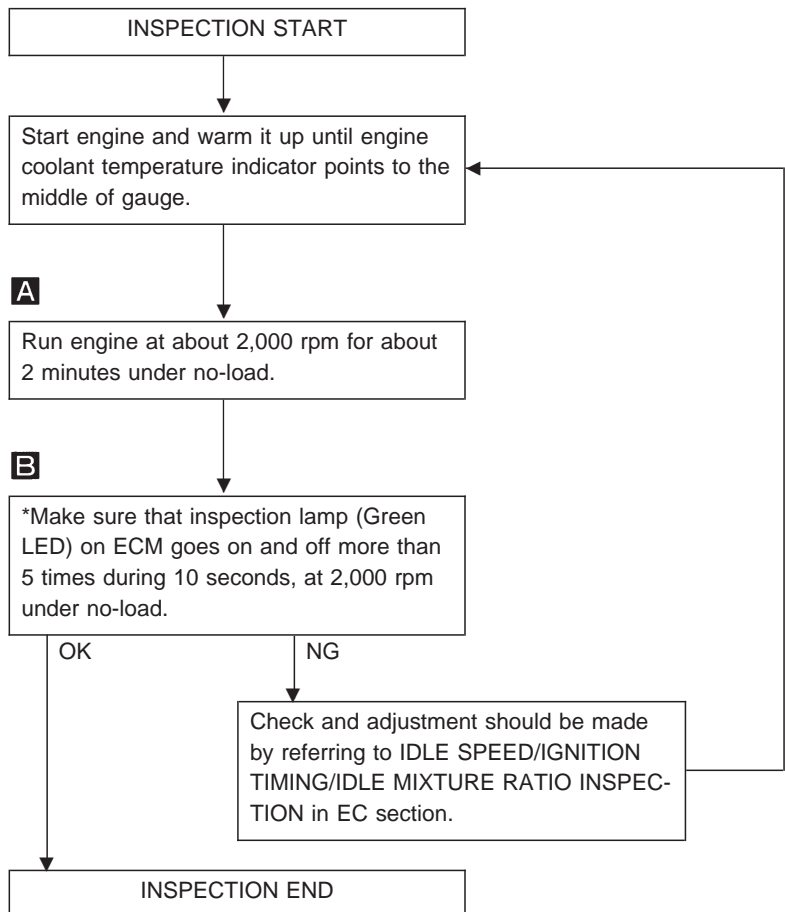 INSPECTION START
Start engine and warm it up until engine
coolant temperature indicator points to the
middle of gauge.
A
Run engine at about 2,000 rpm for about
2 minutes under no-load.
B
*Make sure that inspection lamp (Green
LED) on ECM goes on and off more than
5 times during 10 seconds, at 2,000 rpm
under no-load.
OK
NG
Check and adjustment should be made
by referring to IDLE SPEED/IGNITION
TIMING/IDLE MIXTURE RATIO INSPEC-
TION in EC section.
INSPECTION END